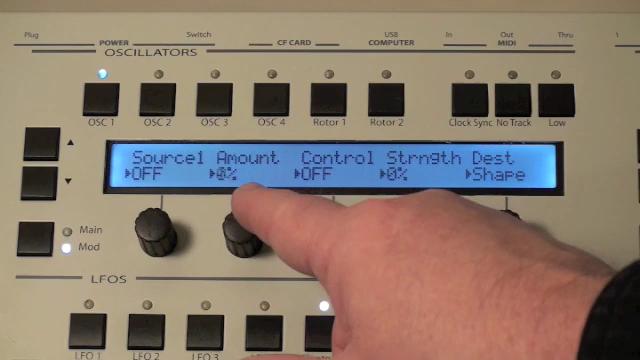 Plug
POWER
Switch
CF CARD
USB
COMPUTER
In
Out
MIDI
Thru
1
OSCILLATORS
OSC 1
OSC 2
OSC 3
OSC 4
Rotor 1
Rotor 2
Clock Sync
No Track
Low
Source1 Amount Control Strngth Dest
OFF 0% OFF 0% Shape
Main
Mod
LFOS
LFO 1
LFO 2
LFO 3